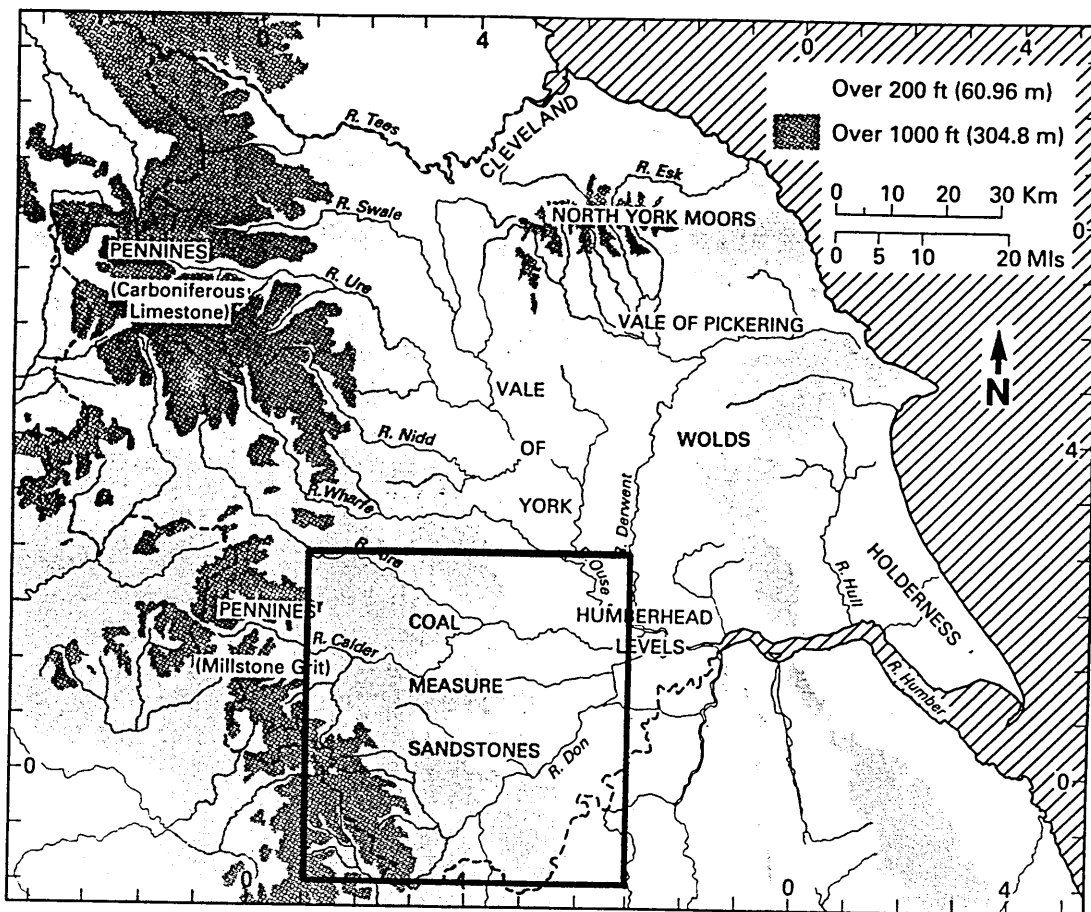 0
4
0
4
Over 200 ft (60.96 m)
Over 1000 ft (304.8 m)
0 10 20 30 Km
0 5 10 20 Mls
N
R. Tees
CLEVELAND
R. Esk
R. Swale
NORTH YORK MOORS
0
PENNINES
(Carboniferous
Limestone)
R. Ure
VALE OF PICKERING
VALE
OF
YORK
R. Nidd
WOLDS
4
R. Wharfe
R. Derwent
R. Ouse
R. Hull
HOLDERNESS
PENNINES
(Millstone Grit)
R. Calder
COAL
MEASURE
SANDSTONES
HUMBERHEAD
LEVELS
R. Humber
R. Don
0
0
0
4
0
4